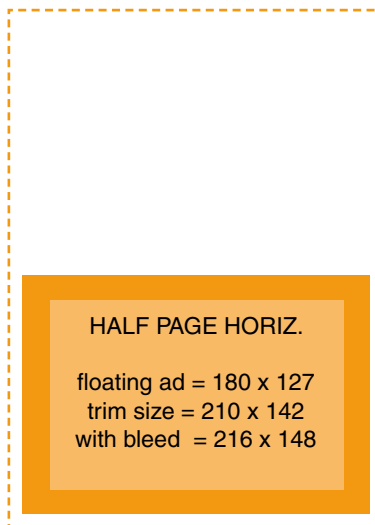 HALF PAGE HORIZ.
floating ad = 180 x 127
trim size = 210 x 142
with bleed  = 216 x 148